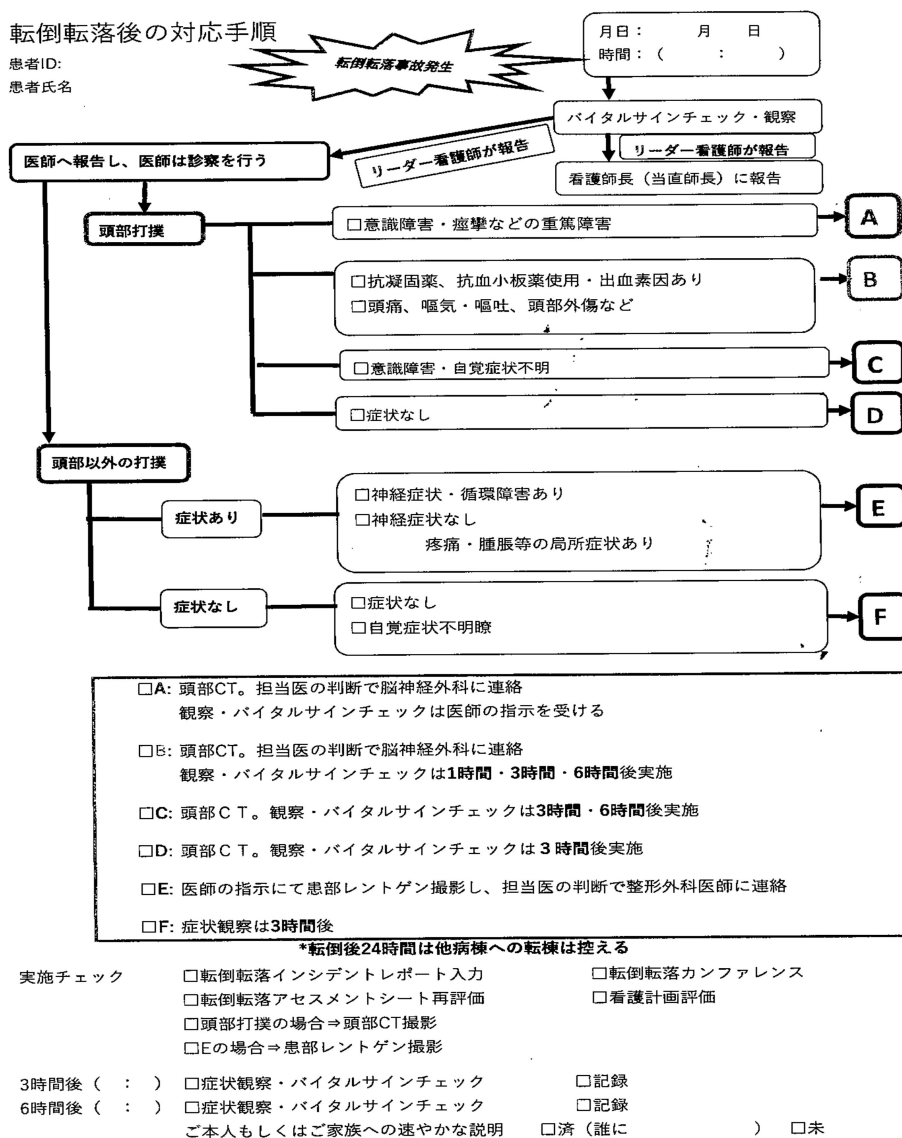 転倒転落後の対応手順
患者ID:
患者氏名
転倒転落事故発生
月日： 月 日
時間：( ： )
バイタルサインチェック・観察
リーダー看護師が報告
リーダー看護師が報告
看護師長（当直師長）に報告
医師へ報告し、医師は診察を行う
頭部打撲
□意識障害・痙攣などの重篤障害
A
□抗凝固薬、抗血小板薬使用・出血素因あり
□頭痛、嘔気・嘔吐、頭部外傷など
B
□意識障害・自覚症状不明
C
□症状なし
D
頭部以外の打撲
症状あり
□神経症状・循環障害あり
□神経症状なし
疼痛・腫脹等の局所症状あり
E
症状なし
□症状なし
□自覚症状不明瞭
F
□A: 頭部CT。担当医の判断で脳神経外科に連絡
観察・バイタルサインチェックは医師の指示を受ける
□B: 頭部CT。担当医の判断で脳神経外科に連絡
観察・バイタルサインチェックは1時間・3時間・6時間後実施
□C: 頭部ＣＴ。観察・バイタルサインチェックは3時間・6時間後実施
□D: 頭部ＣＴ。観察・バイタルサインチェックは３時間後実施
□E: 医師の指示にて患部レントゲン撮影し、担当医の判断で整形外科医師に連絡
□F: 症状観察は3時間後
*転倒後24時間は他病棟への転棟は控える
実施チェック □転倒転落インシデントレポート入力 □転倒転落カンファレンス
□転倒転落アセスメントシート再評価 □看護計画評価
□頭部打撲の場合⇒頭部CT撮影
□Eの場合⇒患部レントゲン撮影
3時間後（ ： ） □症状観察・バイタルサインチェック □記録
6時間後（ ： ） □症状観察・バイタルサインチェック □記録
ご本人もしくはご家族への速やかな説明 □済（誰に ） □未